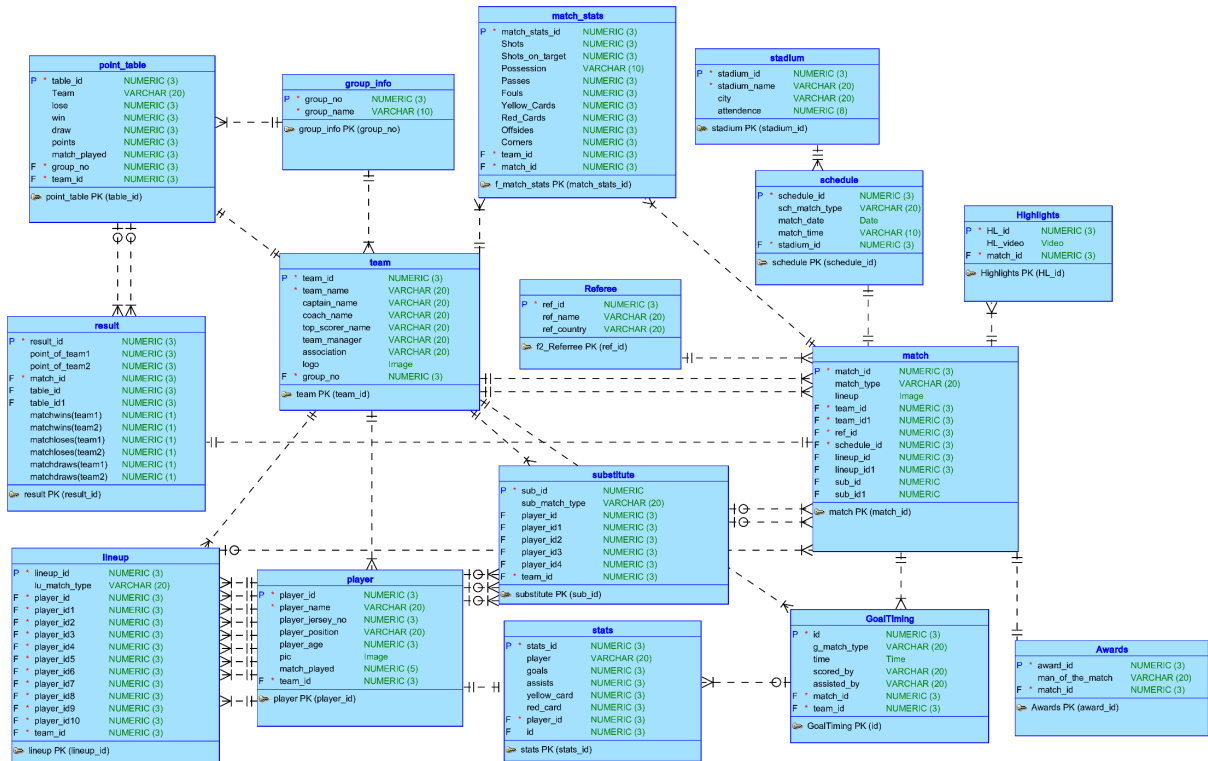 match_stats
P * match_stats_id NUMERIC (3)
Shots NUMERIC (3)
Shots_on_target NUMERIC (3)
Possession VARCHAR (10)
Passes NUMERIC (3)
Fouls NUMERIC (3)
Yellow_Cards NUMERIC (3)
Red_Cards NUMERIC (3)
Offsides NUMERIC (3)
Corners NUMERIC (3)
F * team_id NUMERIC (3)
F * match_id NUMERIC (3)
f_match_stats PK (match_stats_id)
point_table
P * table_id NUMERIC (3)
Team VARCHAR (20)
lose NUMERIC (3)
win NUMERIC (3)
draw NUMERIC (3)
points NUMERIC (3)
match_played NUMERIC (3)
F * group_no NUMERIC (3)
F * team_id NUMERIC (3)
point_table PK (table_id)
group_info
P * group_no NUMERIC (3)
* group_name VARCHAR (10)
group_info PK (group_no)
stadium
P * stadium_id NUMERIC (3)
* stadium_name VARCHAR (20)
city VARCHAR (20)
attendence NUMERIC (8)
stadium PK (stadium_id)
schedule
P * schedule_id NUMERIC (3)
sch_match_type VARCHAR (20)
match_date Date
match_time VARCHAR (10)
F * stadium_id NUMERIC (3)
schedule PK (schedule_id)
Highlights
P * HL_id NUMERIC (3)
HL_video Video
F * match_id NUMERIC (3)
Highlights PK (HL_id)
team
P * team_id NUMERIC (3)
* team_name VARCHAR (20)
captain_name VARCHAR (20)
coach_name VARCHAR (20)
top_scorer_name VARCHAR (20)
team_manager VARCHAR (20)
association VARCHAR (20)
logo Image
F * group_no NUMERIC (3)
team PK (team_id)
Referee
P * ref_id NUMERIC (3)
ref_name VARCHAR (20)
ref_country VARCHAR (20)
f2_Referree PK (ref_id)
result
P * result_id NUMERIC (3)
point_of_team1 NUMERIC (3)
point_of_team2 NUMERIC (3)
F * match_id NUMERIC (3)
F table_id NUMERIC (3)
F table_id1 NUMERIC (3)
matchwins(team1) NUMERIC (1)
matchwins(team2) NUMERIC (1)
matchloses(team1) NUMERIC (1)
matchloses(team2) NUMERIC (1)
matchdraws(team1) NUMERIC (1)
matchdraws(team2) NUMERIC (1)
result PK (result_id)
match
P * match_id NUMERIC (3)
match_type VARCHAR (20)
lineup Image
F * team_id NUMERIC (3)
F * team_id1 NUMERIC (3)
F * ref_id NUMERIC (3)
F * schedule_id NUMERIC (3)
F lineup_id NUMERIC (3)
F lineup_id1 NUMERIC (3)
F sub_id NUMERIC
F sub_id1 NUMERIC
match PK (match_id)
substitute
P * sub_id NUMERIC
sub_match_type VARCHAR (20)
F player_id NUMERIC (3)
F player_id1 NUMERIC (3)
F player_id2 NUMERIC (3)
F player_id3 NUMERIC (3)
F player_id4 NUMERIC (3)
F * team_id NUMERIC (3)
substitute PK (sub_id)
lineup
P * lineup_id NUMERIC (3)
lu_match_type VARCHAR (20)
F * player_id NUMERIC (3)
F * player_id1 NUMERIC (3)
F * player_id2 NUMERIC (3)
F * player_id3 NUMERIC (3)
F * player_id4 NUMERIC (3)
F * player_id5 NUMERIC (3)
F * player_id6 NUMERIC (3)
F * player_id7 NUMERIC (3)
F * player_id8 NUMERIC (3)
F * player_id9 NUMERIC (3)
F * player_id10 NUMERIC (3)
F * team_id NUMERIC (3)
lineup PK (lineup_id)
player
P * player_id NUMERIC (3)
* player_name VARCHAR (20)
player_jersey_no NUMERIC (3)
player_position VARCHAR (20)
player_age NUMERIC (3)
pic Image
match_played NUMERIC (5)
F * team_id NUMERIC (3)
player PK (player_id)
stats
P * stats_id NUMERIC (3)
player VARCHAR (20)
goals NUMERIC (3)
assists NUMERIC (3)
yellow_card NUMERIC (3)
red_card NUMERIC (3)
F * player_id NUMERIC (3)
F id NUMERIC (3)
stats PK (stats_id)
GoalTiming
P * id NUMERIC (3)
g_match_type VARCHAR (20)
time Time
scored_by VARCHAR (20)
assisted_by VARCHAR (20)
F * match_id NUMERIC (3)
F * team_id NUMERIC (3)
GoalTiming PK (id)
Awards
P * award_id NUMERIC (3)
man_of_the_match VARCHAR (20)
F * match_id NUMERIC (3)
Awards PK (award_id)